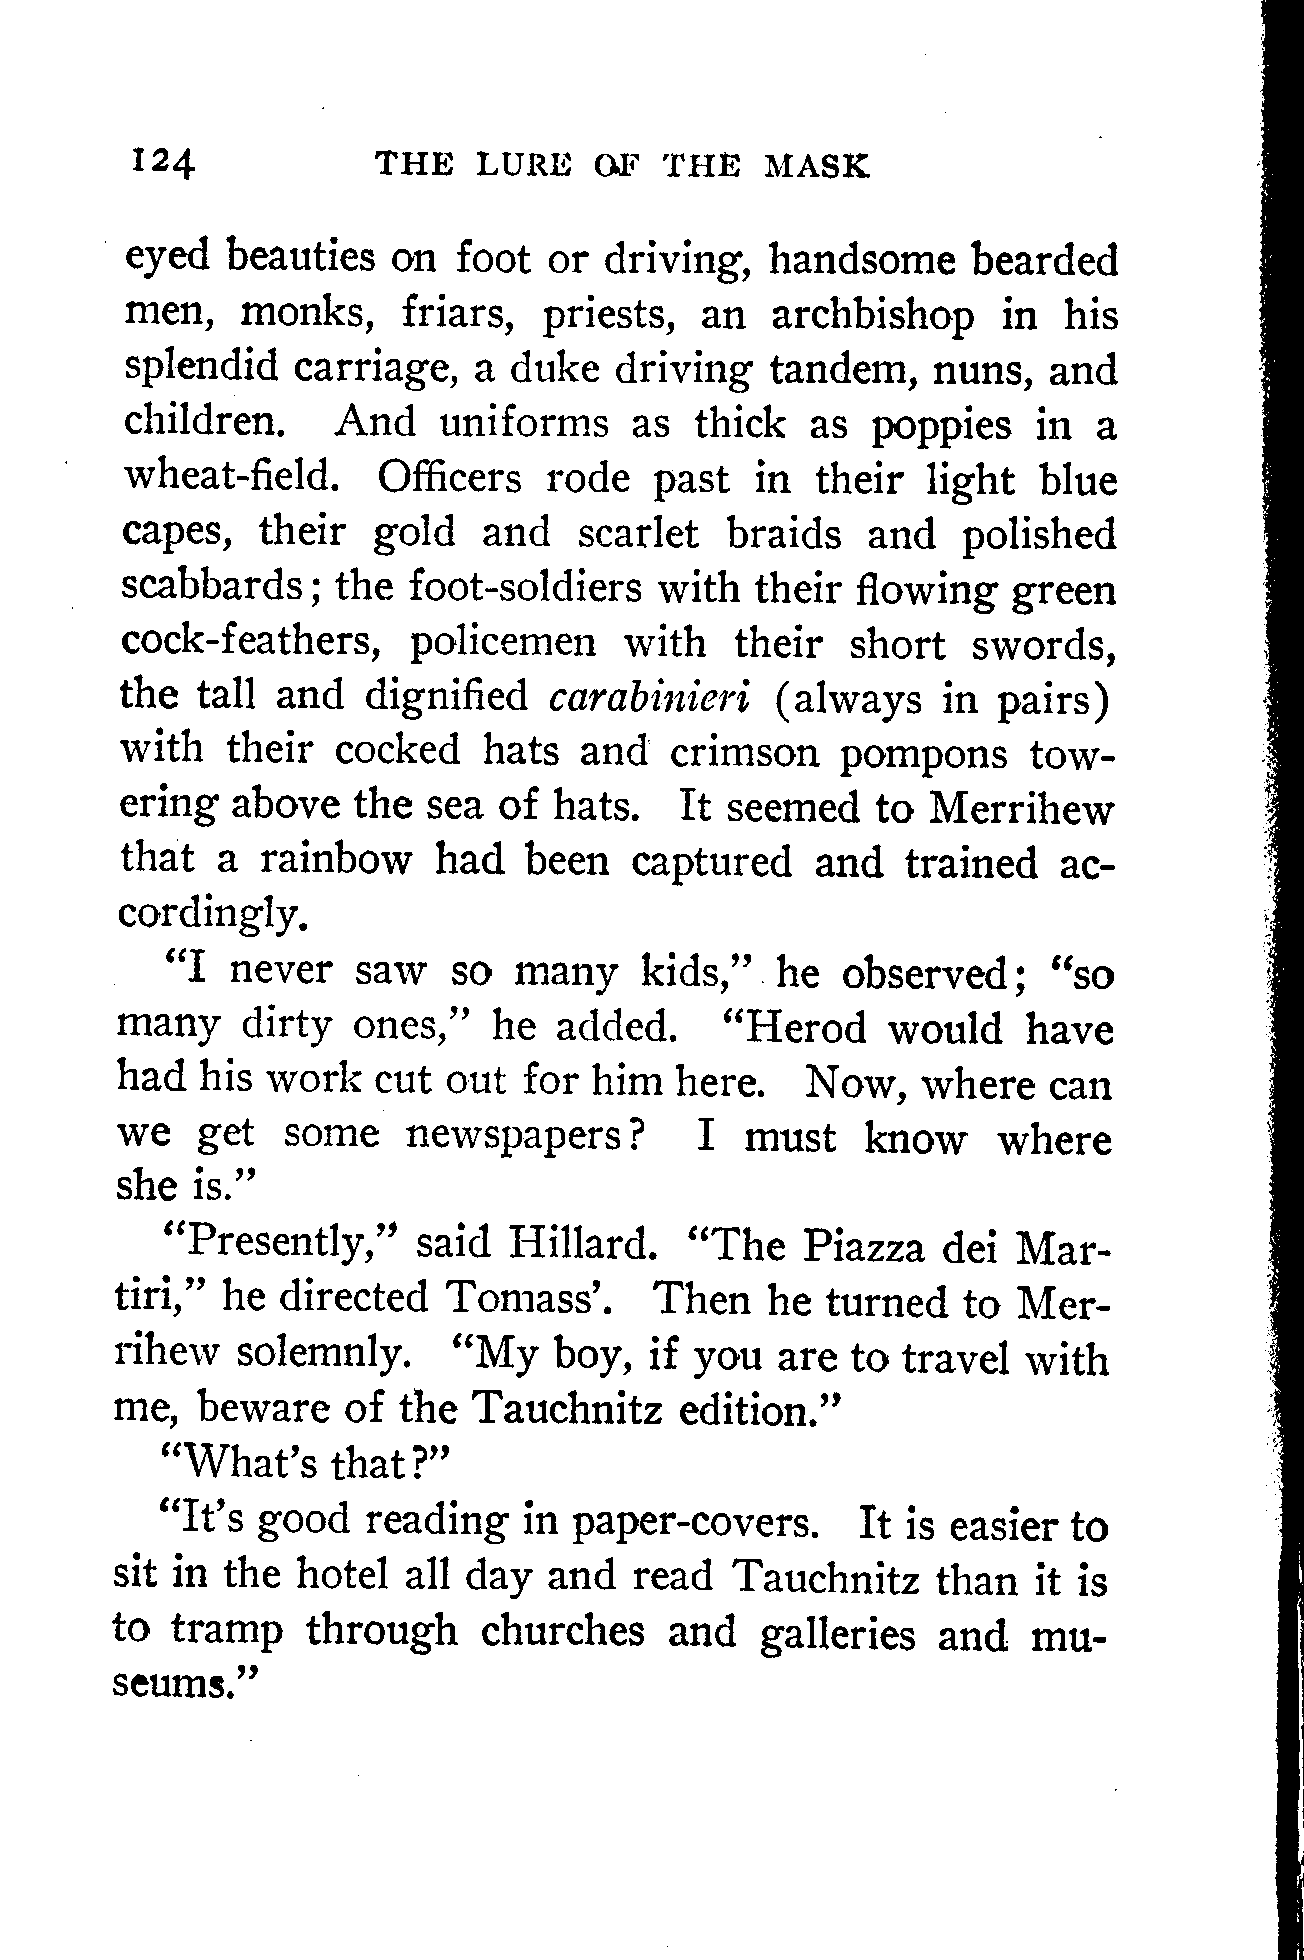 124 THE LURE OF THE MASK
eyed beauties on foot or driving, handsome bearded
men, monks, friars, priests, an archbishop in his
splendid carriage, a duke driving tandem, nuns, and
children. And uniforms as thick as poppies in a
wheat-field. Officers rode past in their light blue
capes, their gold and scarlet braids and polished
scabbards; the foot-soldiers with their flowing green
cock-feathers, policemen with their short swords,
the tall and dignified carabinieri (always in pairs)
with their cocked hats and crimson pompons tow-
ering above the sea of hats. It seemed to Merrihew
that a rainbow had been captured and trained ac-
cordingly.
“I never saw so many kids,” he observed; “so
many dirty ones,” he added. “Herod would have
had his work cut out for him here. Now, where can
we get some newspapers? I must know where
she is.”
“Presently,” said Hillard. “The Piazza dei Mar-
tiri,” he directed Tomass’. Then he turned to Mer-
rihew solemnly. “My boy, if you are to travel with
me, beware of the Tauchnitz edition.”
“What’s that?”
“It’s good reading in paper-covers. It is easier to
sit in the hotel all day and read Tauchnitz than it is
to tramp through churches and galleries and mu-
seums.”